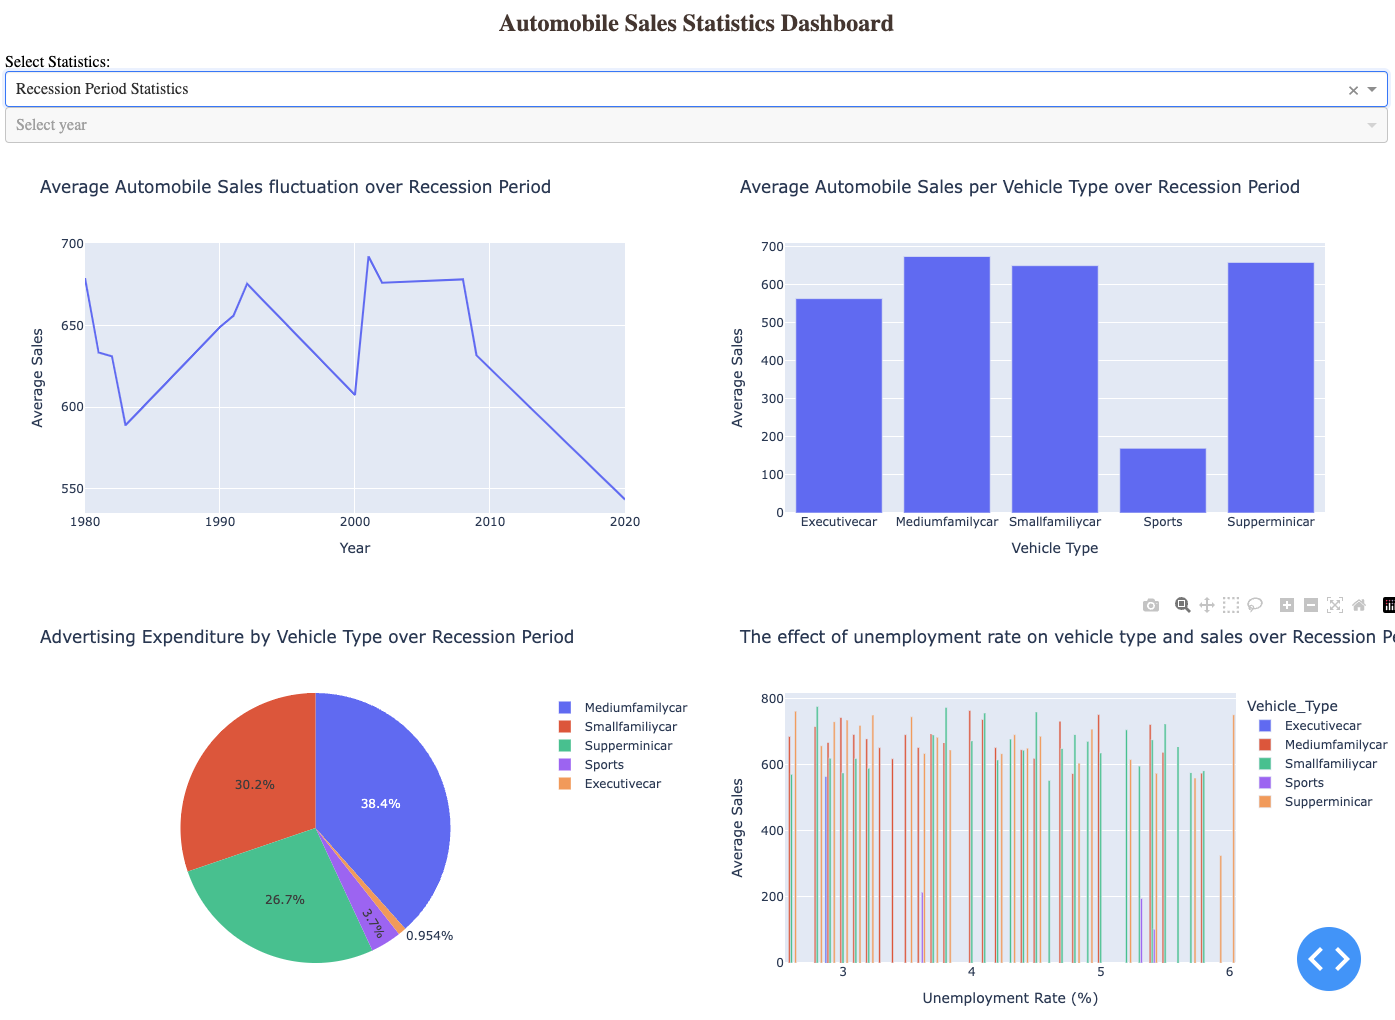 Automobile Sales Statistics Dashboard
Select Statistics:
Recession Period Statistics
Select year
Average Automobile Sales fluctuation over Recession Period
700
650
600
550
Average Sales
1980 1990 2000 2010 2020
Year
Average Automobile Sales per Vehicle Type over Recession Period
700
600
500
400
300
200
100
0
Average Sales
Executivecar Mediumfamilycar Smallfamiliycar Sports Supperminicar
Vehicle Type
Advertising Expenditure by Vehicle Type over Recession Period
38.4%
30.2%
26.7%
3.7%
0.954%
Mediumfamilycar
Smallfamiliycar
Supperminicar
Sports
Executivecar
The effect of unemployment rate on vehicle type and sales over Recession Pe
800
600
400
200
0
Average Sales
3 4 5 6
Unemployment Rate (%)
Vehicle_Type
Executivecar
Mediumfamilycar
Smallfamiliycar
Sports
Supperminicar